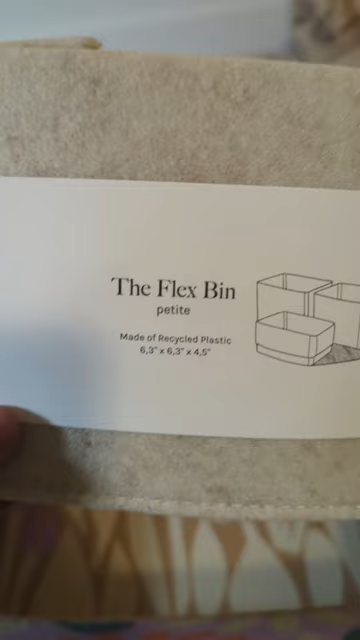 The Flex Bin
petite
Made of Recycled Plastic
6,3" x 6,3" x 4,5"